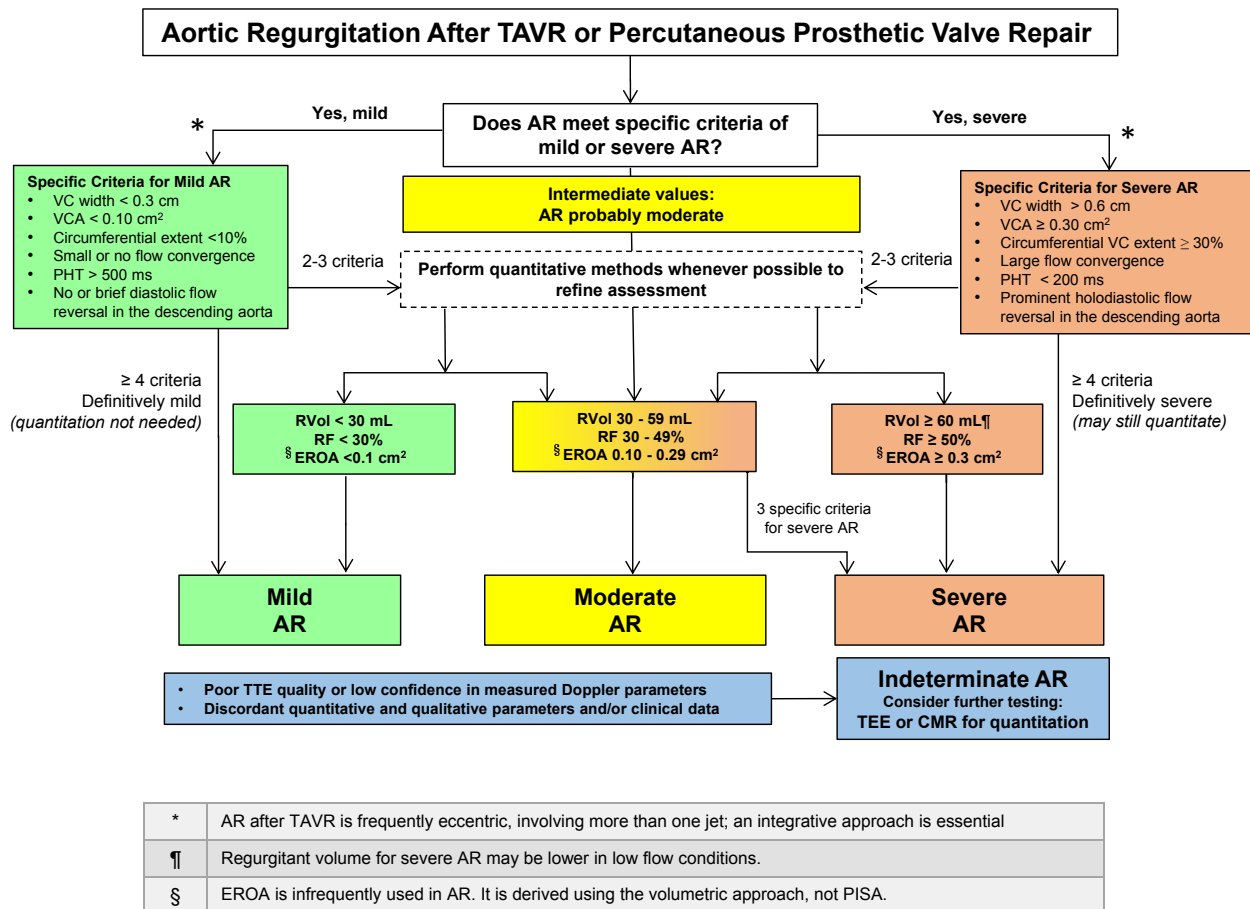 Aortic Regurgitation After TAVR or Percutaneous Prosthetic Valve Repair
Does AR meet specific criteria of
mild or severe AR?
Yes, mild
*
Yes, severe
*
Specific Criteria for Mild AR
• VC width < 0.3 cm
• VCA < 0.10 cm²
• Circumferential extent <10%
• Small or no flow convergence
• PHT > 500 ms
• No or brief diastolic flow
reversal in the descending aorta
Intermediate values:
AR probably moderate
Specific Criteria for Severe AR
• VC width > 0.6 cm
• VCA ≥ 0.30 cm²
• Circumferential VC extent ≥ 30%
• Large flow convergence
• PHT < 200 ms
• Prominent holodiastolic flow
reversal in the descending aorta
2-3 criteria
Perform quantitative methods whenever possible to
refine assessment
2-3 criteria
≥ 4 criteria
Definitively mild
(quantitation not needed)
≥ 4 criteria
Definitively severe
(may still quantitate)
RVol < 30 mL
RF < 30%
§ EROA <0.1 cm²
RVol 30 - 59 mL
RF 30 - 49%
§ EROA 0.10 - 0.29 cm²
RVol ≥ 60 mL¶
RF ≥ 50%
§ EROA ≥ 0.3 cm²
3 specific criteria
for severe AR
Mild
AR
Moderate
AR
Severe
AR
• Poor TTE quality or low confidence in measured Doppler parameters
• Discordant quantitative and qualitative parameters and/or clinical data
Indeterminate AR
Consider further testing:
TEE or CMR for quantitation
* AR after TAVR is frequently eccentric, involving more than one jet; an integrative approach is essential
¶ Regurgitant volume for severe AR may be lower in low flow conditions.
§ EROA is infrequently used in AR. It is derived using the volumetric approach, not PISA.